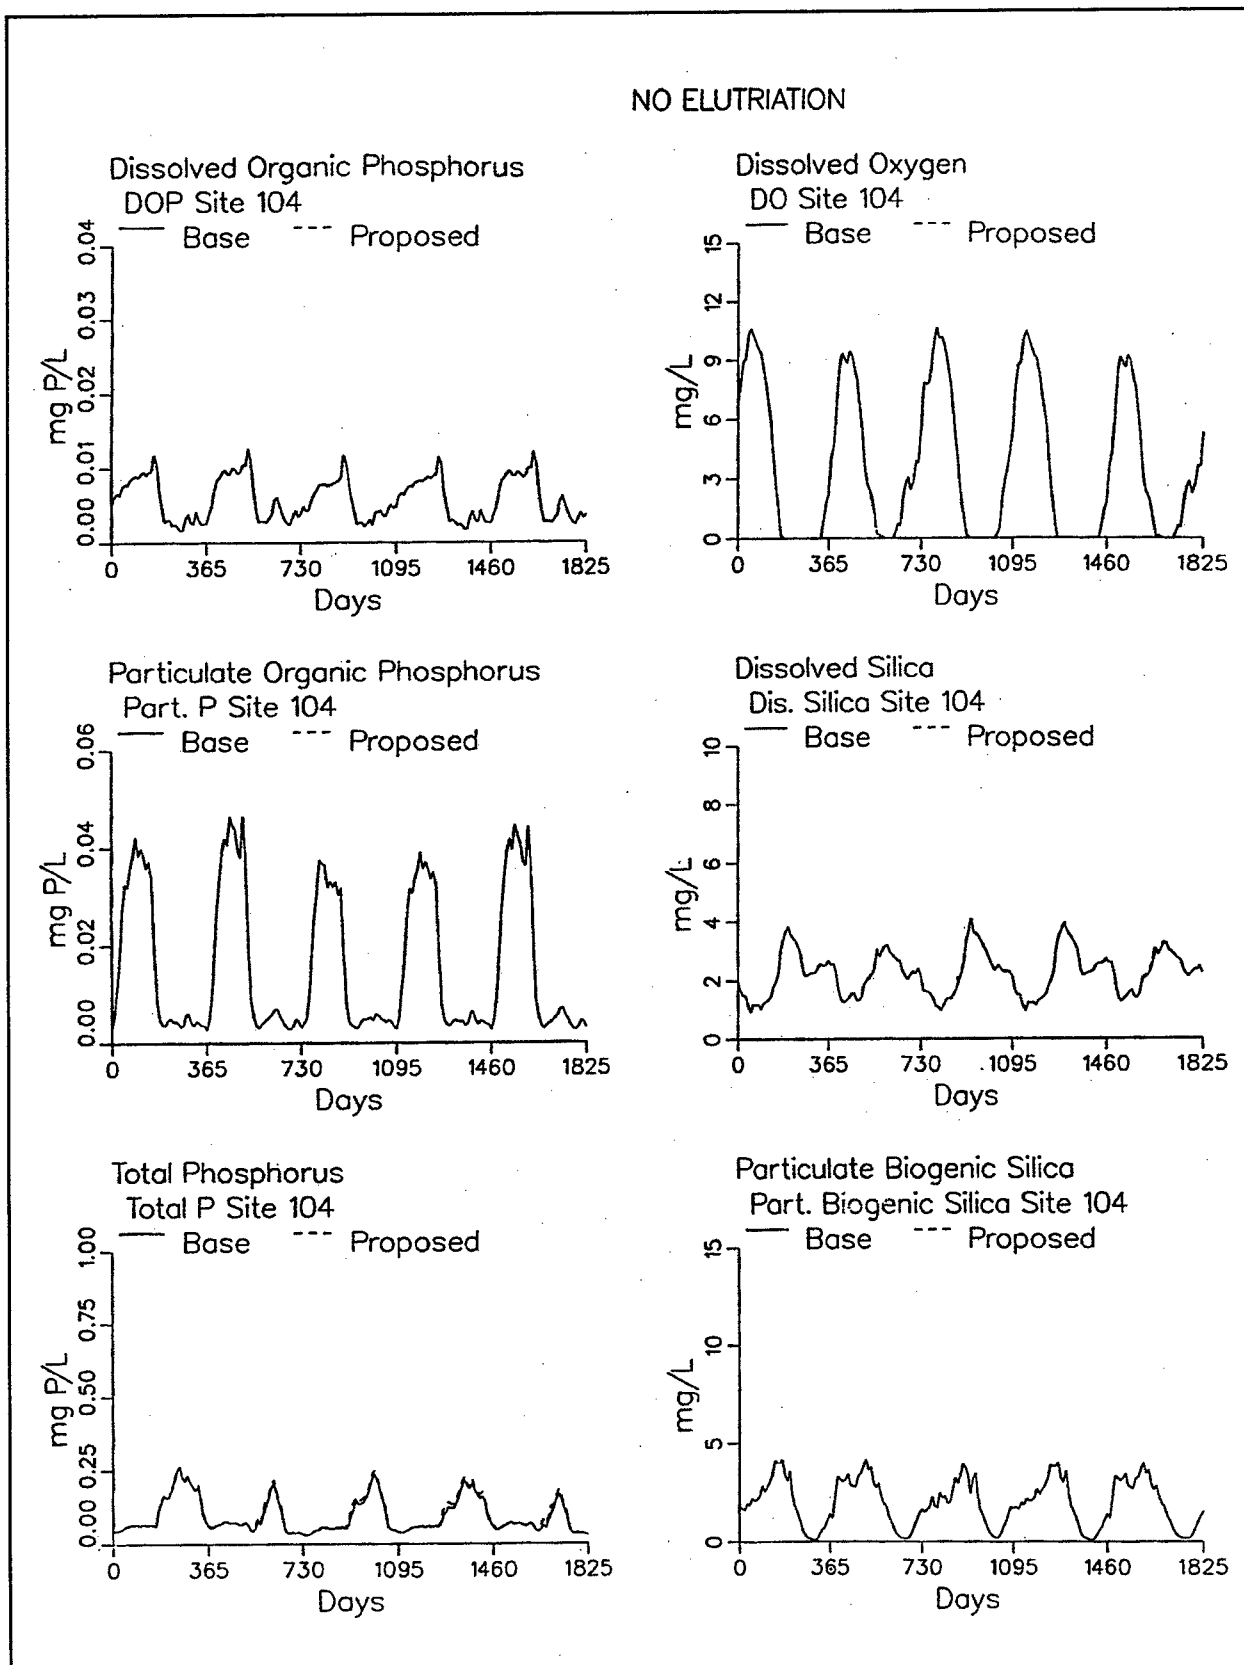 NO ELUTRIATION
Dissolved Organic Phosphorus
DOP Site 104
Base Proposed
0.04
0.03
0.02
0.01
0.00
mg P/L
0 365 730 1095 1460 1825
Days
Dissolved Oxygen
DO Site 104
Base Proposed
15
12
9
6
3
0
mg/L
0 365 730 1095 1460 1825
Days
Particulate Organic Phosphorus
Part. P Site 104
Base Proposed
0.06
0.04
0.02
0.00
mg P/L
0 365 730 1095 1460 1825
Days
Dissolved Silica
Dis. Silica Site 104
Base Proposed
10
8
6
4
2
0
mg/L
0 365 730 1095 1460 1825
Days
Total Phosphorus
Total P Site 104
Base Proposed
1.00
0.75
0.50
0.25
0.00
mg P/L
0 365 730 1095 1460 1825
Days
Particulate Biogenic Silica
Part. Biogenic Silica Site 104
Base Proposed
15
10
5
0
mg/L
0 365 730 1095 1460 1825
Days